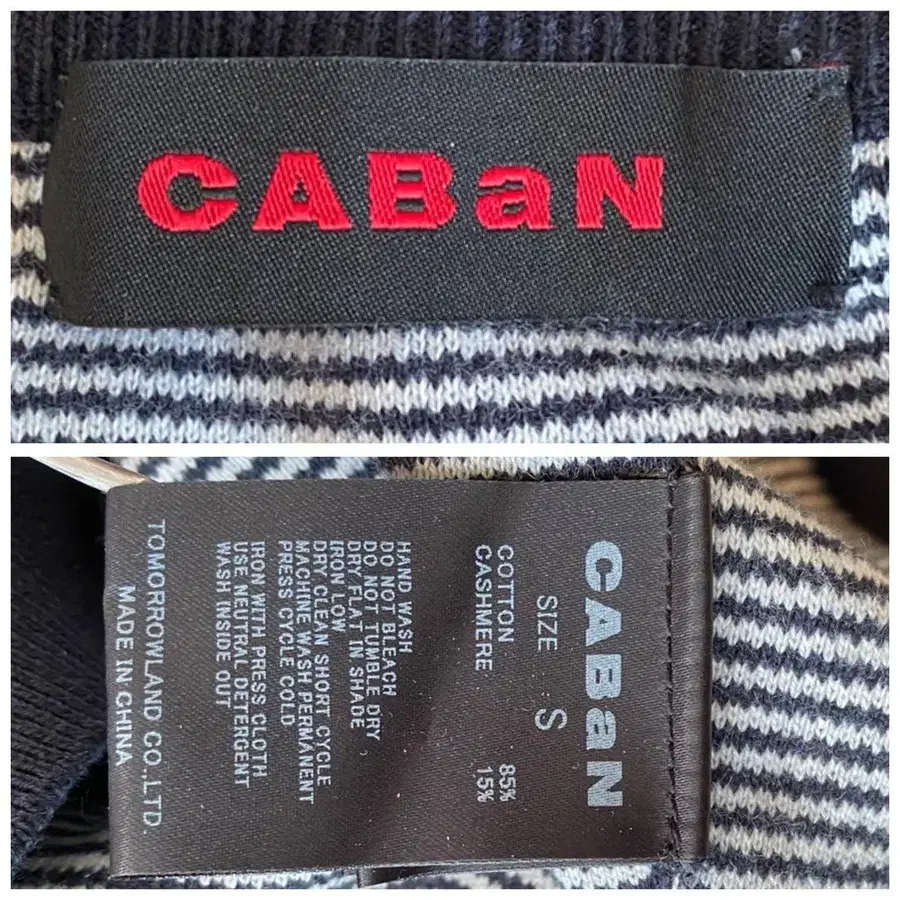 CABaN
CABaN
SIZE S
COTTON 85%
CASHMERE 15%
HAND WASH
DO NOT BLEACH
DO NOT TUMBLE DRY
DRY FLAT IN SHADE
IRON LOW
DRY CLEAN SHORT CYCLE
MACHINE WASH PERMANENT
PRESS CYCLE COLD
IRON WITH PRESS CLOTH
USE NEUTRAL DETERGENT
WASH INSIDE OUT
TOMORROWLAND CO.,LTD.
MADE IN CHINA